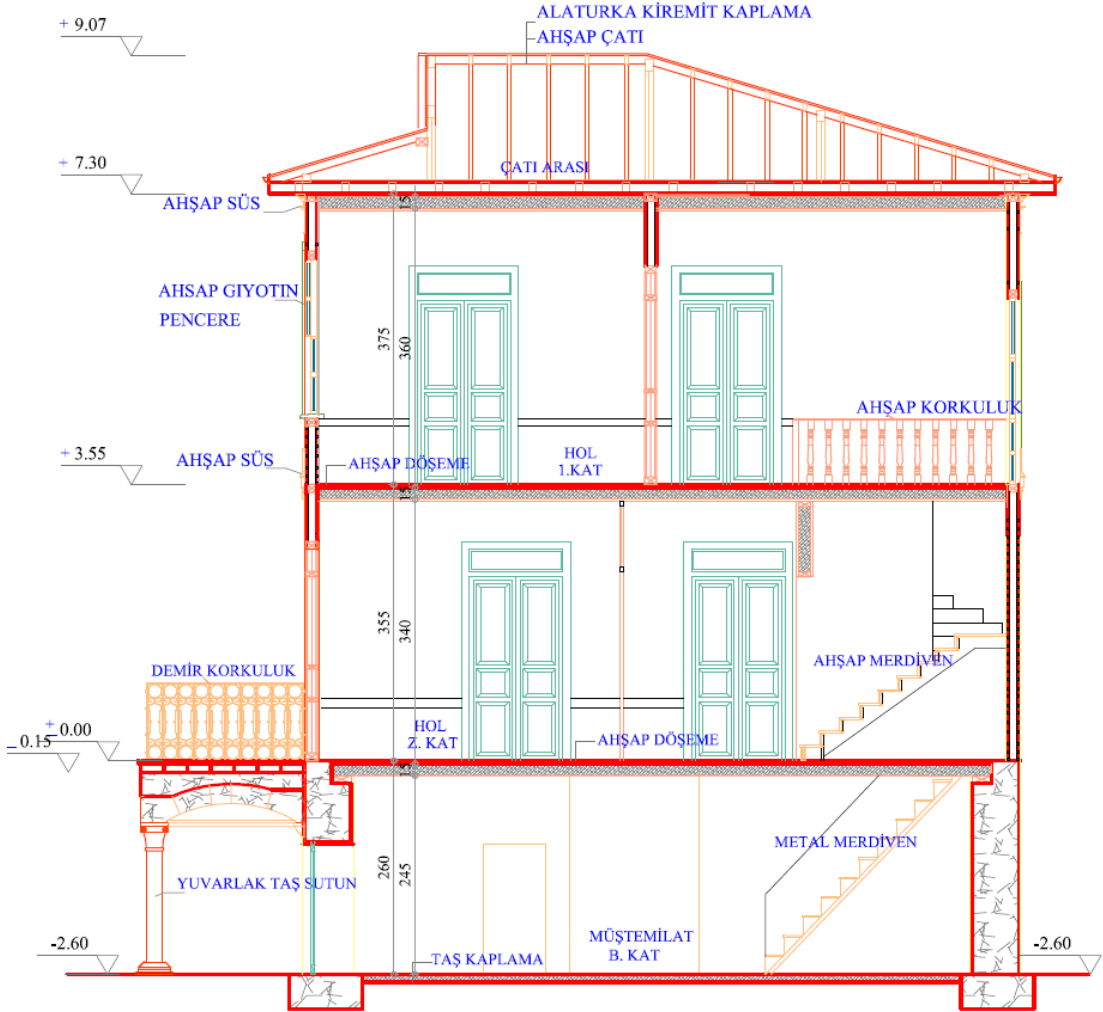 ALATURKA KİREMİT KAPLAMA
+ 9.07
AHŞAP ÇATI
+ 7.30
ÇATI ARASI
AHŞAP SÜS
15
AHSAP GIYOTIN
PENCERE
375
360
AHŞAP KORKULUK
+ 3.55
AHŞAP SÜS
AHŞAP DÖŞEME
HOL
1.KAT
15
355
340
DEMİR KORKULUK
AHŞAP MERDİVEN
± 0.00
_ 0.15
HOL
Z. KAT
AHŞAP DÖŞEME
15
METAL MERDİVEN
260
245
YUVARLAK TAŞ SUTUN
-2.60
MÜŞTEMİLAT
B. KAT
-2.60
TAŞ KAPLAMA